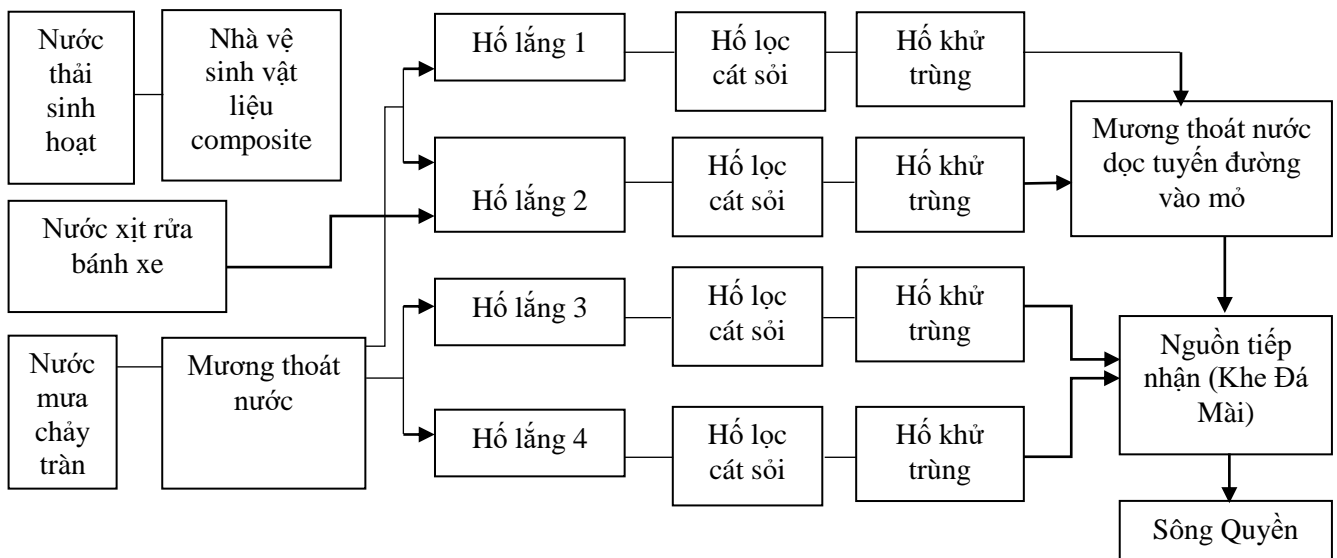 Nước
thải
sinh
hoạt
Nhà vệ
sinh vật
liệu
composite
Hố lắng 1
Hố lọc
cát sỏi
Hố khử
trùng
Mương thoát nước
dọc tuyến đường
vào mỏ
Hố lắng 2
Hố lọc
cát sỏi
Hố khử
trùng
Nước xịt rửa
bánh xe
Hố lắng 3
Hố lọc
cát sỏi
Hố khử
trùng
Nước
mưa
chảy
tràn
Mương thoát
nước
Nguồn tiếp
nhận (Khe Đá
Mài)
Hố lắng 4
Hố lọc
cát sỏi
Hố khử
trùng
Sông Quyền